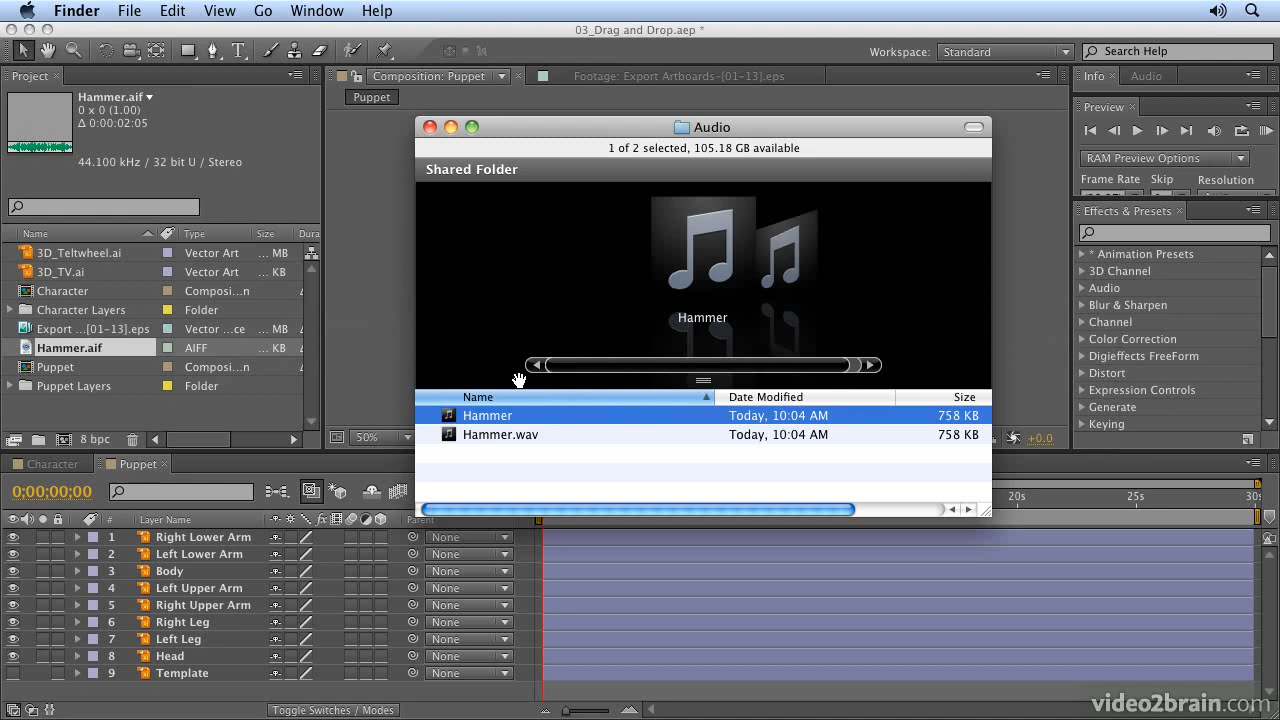 Finder File Edit View Go Window Help
03_Drag and Drop.aep *
Workspace: Standard Search Help
Project × Composition: Puppet × Footage: Export Artboards-[01-13].eps Info × Audio
Hammer.aif
0 x 0 (1.00)
Δ 0:00:02:05
44.100 kHz / 32 bit U / Stereo
Puppet
Preview ×
RAM Preview Options
Frame Rate Skip Resolution
Audio
1 of 2 selected, 105.18 GB available
Shared Folder
Hammer
Name Date Modified Size
Hammer Today, 10:04 AM 758 KB
Hammer.wav Today, 10:04 AM 758 KB
Name Type Size Dura
3D_Teltwheel.ai Vector Art ... MB
3D_TV.ai Vector Art ... KB
Character Composi...n
Character Layers Folder
Export ...[01-13].eps Vector ...ce ... MB
Hammer.aif AIFF ... KB
Puppet Composi...n
Puppet Layers Folder
8 bpc
50%
+0.0
Effects & Presets ×
* Animation Presets
3D Channel
Audio
Blur & Sharpen
Channel
Color Correction
Digieffects FreeForm
Distort
Expression Controls
Generate
Keying
Character Puppet ×
0;00;00;00
20s 25s 30s
# Layer Name Parent
1 Right Lower Arm None
2 Left Lower Arm None
3 Body None
4 Left Upper Arm None
5 Right Upper Arm None
6 Right Leg None
7 Left Leg None
8 Head None
9 Template None
Toggle Switches / Modes
video2brain.com